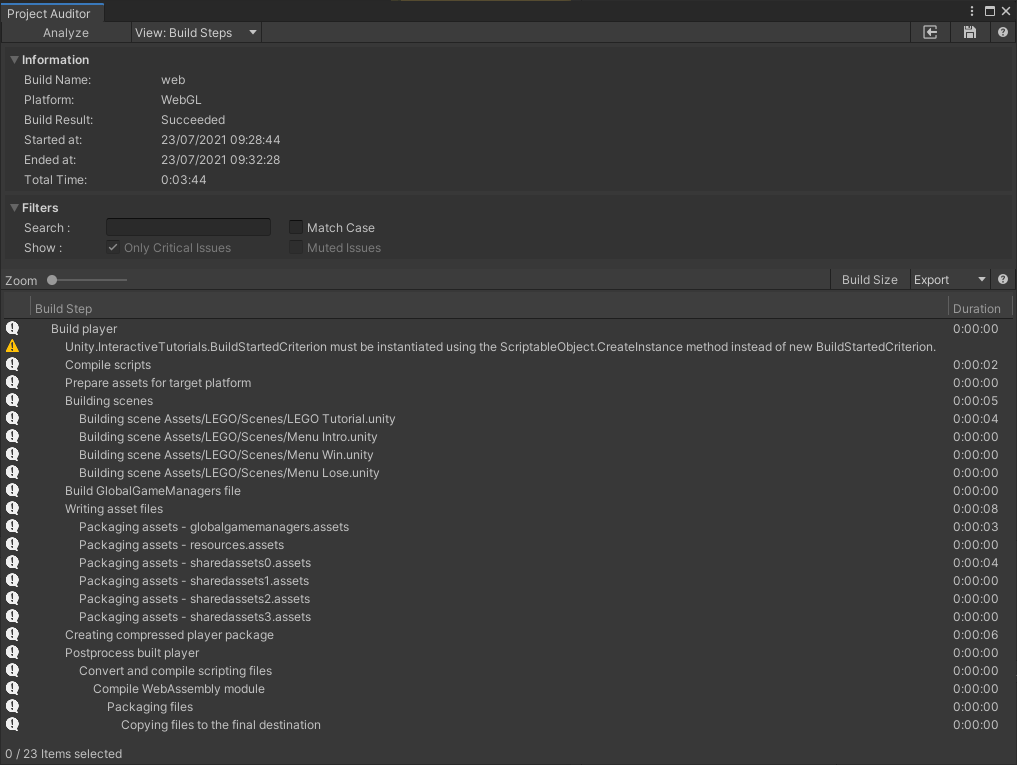 Project Auditor
Analyze View: Build Steps
Information
Build Name: web
Platform: WebGL
Build Result: Succeeded
Started at: 23/07/2021 09:28:44
Ended at: 23/07/2021 09:32:28
Total Time: 0:03:44
Filters
Search : Match Case
Show : Only Critical Issues Muted Issues
Zoom Build Size Export
Build Step Duration
Build player 0:00:00
Unity.InteractiveTutorials.BuildStartedCriterion must be instantiated using the ScriptableObject.CreateInstance method instead of new BuildStartedCriterion.
Compile scripts 0:00:02
Prepare assets for target platform 0:00:00
Building scenes 0:00:05
Building scene Assets/LEGO/Scenes/LEGO Tutorial.unity 0:00:04
Building scene Assets/LEGO/Scenes/Menu Intro.unity 0:00:00
Building scene Assets/LEGO/Scenes/Menu Win.unity 0:00:00
Building scene Assets/LEGO/Scenes/Menu Lose.unity 0:00:00
Build GlobalGameManagers file 0:00:00
Writing asset files 0:00:08
Packaging assets - globalgamemanagers.assets 0:00:03
Packaging assets - resources.assets 0:00:00
Packaging assets - sharedassets0.assets 0:00:04
Packaging assets - sharedassets1.assets 0:00:00
Packaging assets - sharedassets2.assets 0:00:00
Packaging assets - sharedassets3.assets 0:00:00
Creating compressed player package 0:00:06
Postprocess built player 0:00:00
Convert and compile scripting files 0:00:00
Compile WebAssembly module 0:00:00
Packaging files 0:00:00
Copying files to the final destination 0:00:00
0 / 23 Items selected